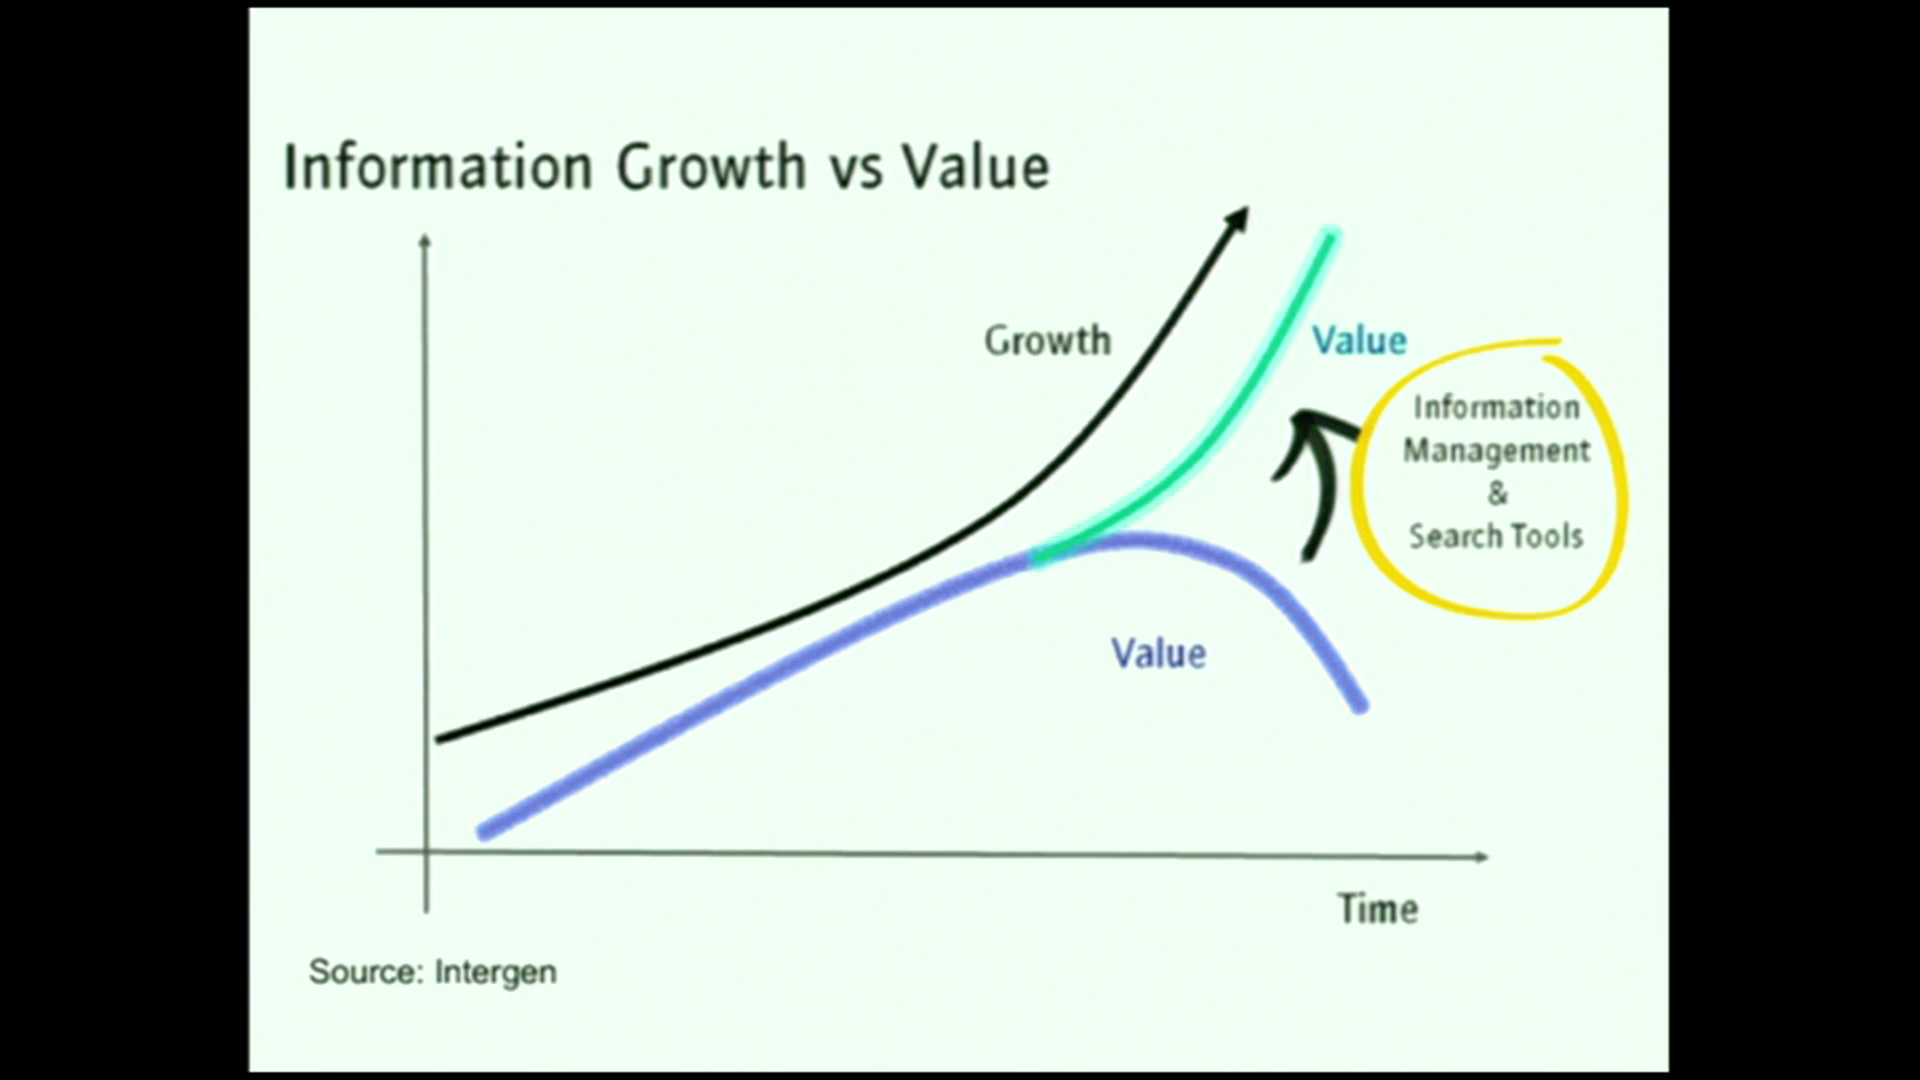 Information Growth vs Value
Growth
Value
Information
Management
&
Search Tools
Value
Time
Source: Intergen